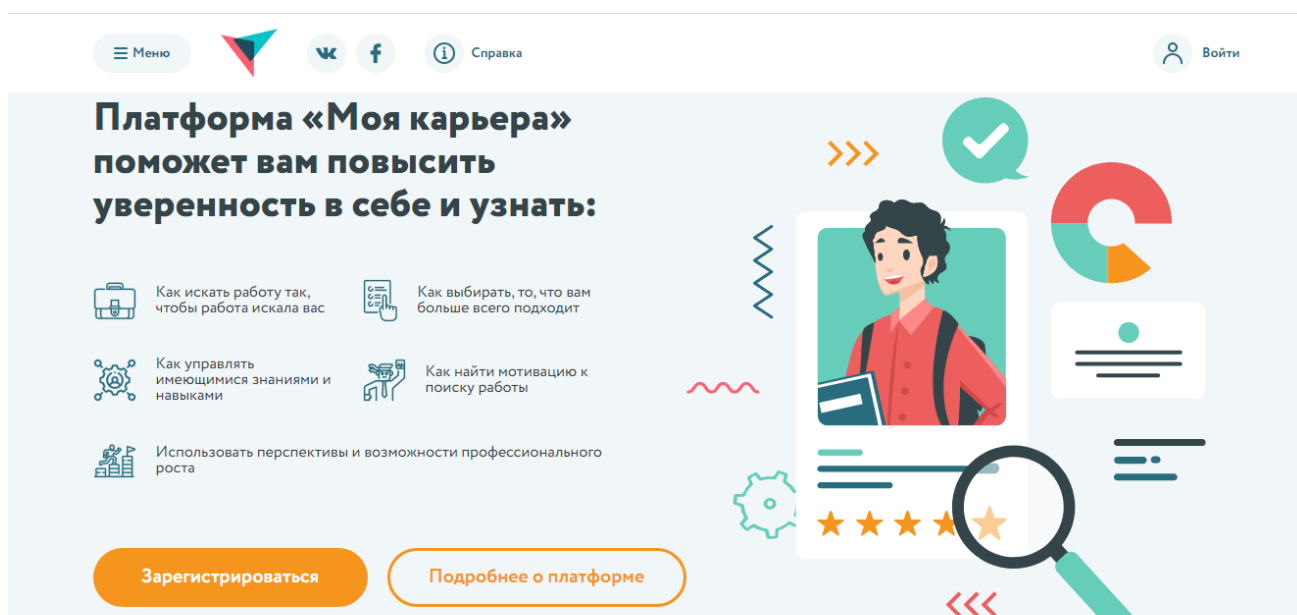 Меню
Справка
Войти
Платформа «Моя карьера»
поможет вам повысить
уверенность в себе и узнать:
Как искать работу так,
чтобы работа искала вас
Как выбирать, то, что вам
больше всего подходит
Как управлять
имеющимися знаниями и
навыками
Как найти мотивацию к
поиску работы
Использовать перспективы и возможности профессионального
роста
Зарегистрироваться
Подробнее о платформе